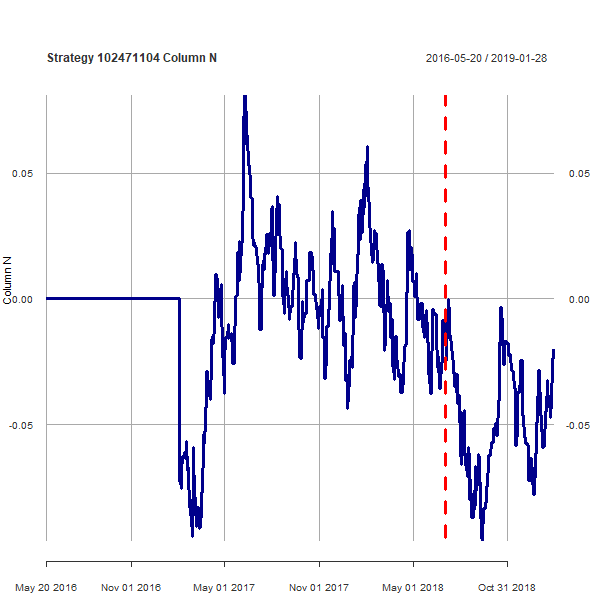 Strategy 102471104 Column N
2016-05-20 / 2019-01-28
0.05
0.05
Column N
0.00
0.00
-0.05
-0.05
May 20 2016
Nov 01 2016
May 01 2017
Nov 01 2017
May 01 2018
Oct 31 2018